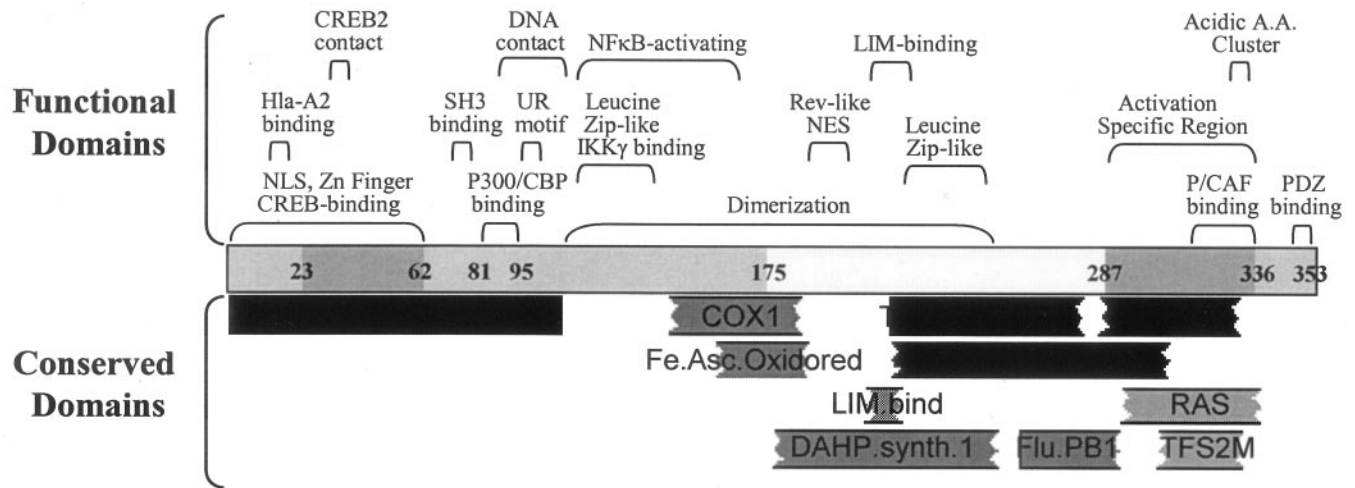 CREB2
contact
DNA
contact
NFκB-activating
LIM-binding
Acidic A.A.
Cluster
Functional
Domains
Hla-A2
binding
SH3
binding
UR
motif
Leucine
Zip-like
IKKγ binding
Rev-like
NES
Leucine
Zip-like
Activation
Specific Region
NLS, Zn Finger
CREB-binding
P300/CBP
binding
Dimerization
P/CAF
binding
PDZ
binding
23 62 81 95 175 287 336 353
Conserved
Domains
COX1
Fe.Asc.Oxidored
LIM.bind
RAS
DAHP.synth.1
Flu.PB1
TFS2M